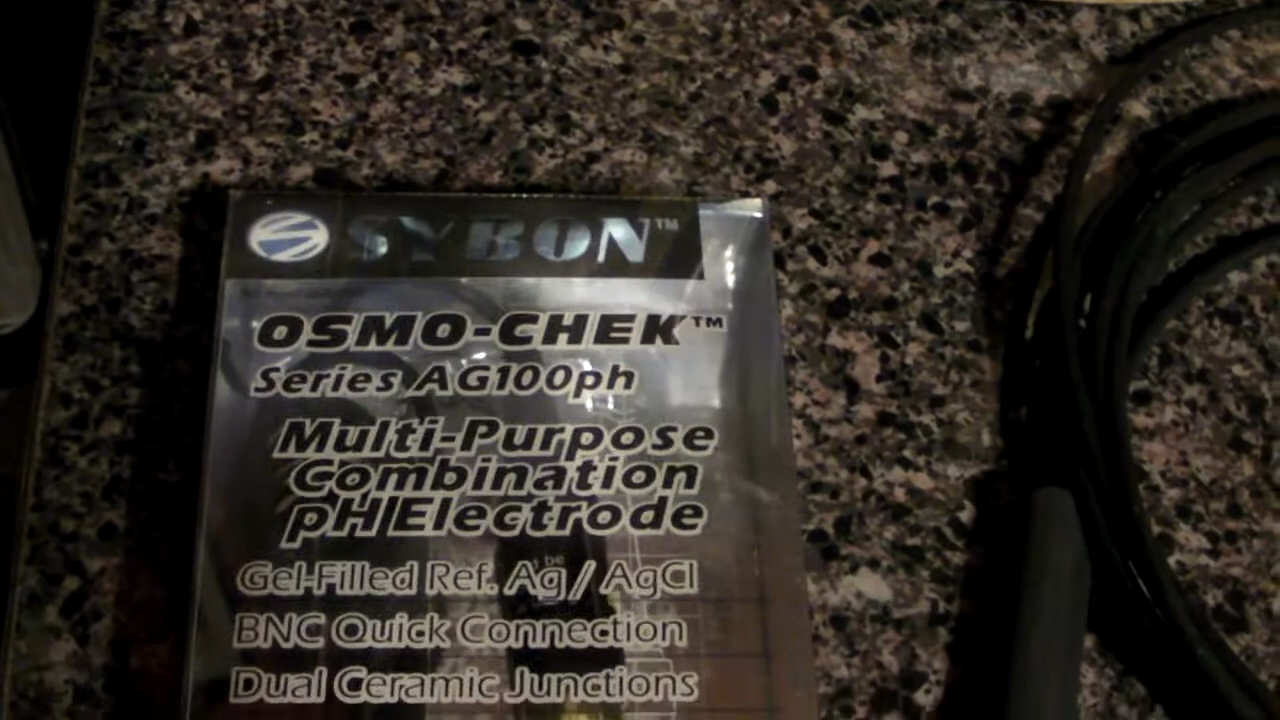 SYBON™
OSMO-CHEK™
Series AG100ph
Multi-Purpose
Combination
pH/Electrode
Gel-Filled Ref. Ag / AgCl
BNC Quick Connection
Dual Ceramic Junctions